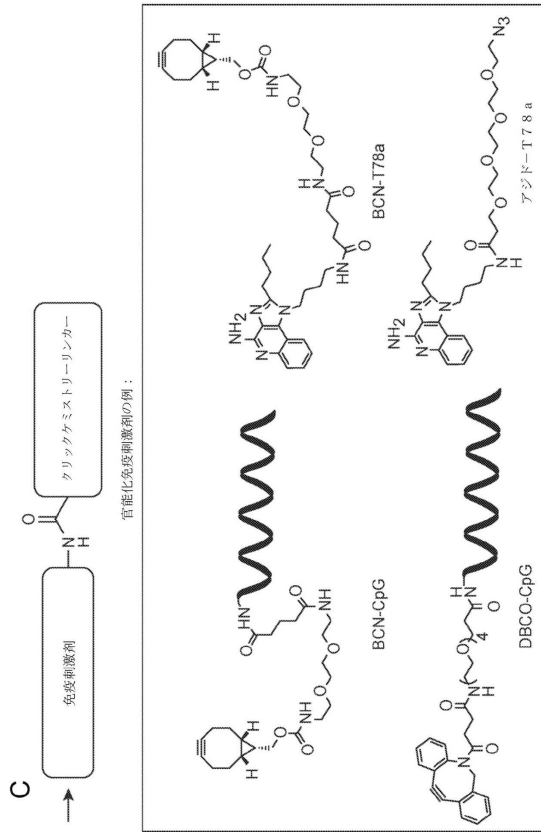 C
免疫刺激剤
クリックケミストリーリンカー
官能化免疫刺激剤の例：
BCN-CpG
BCN-T78a
DBCO-CpG
アジド－T78a